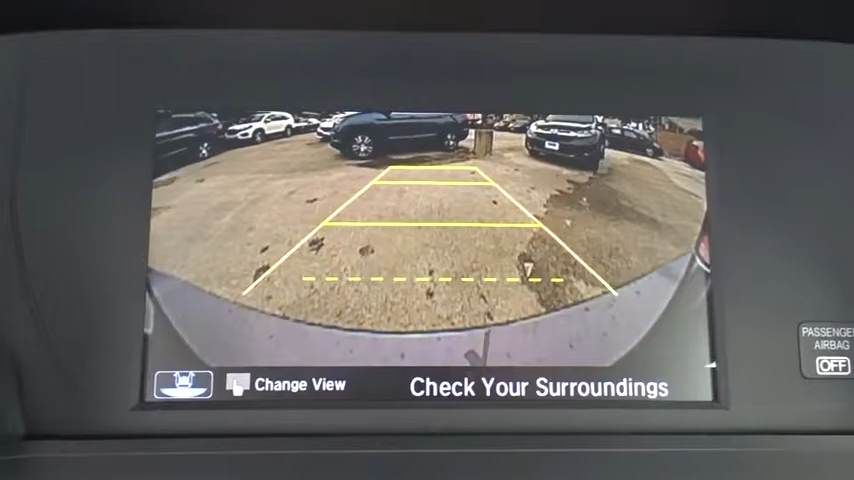 PASSENGER
AIRBAG
OFF
Change View
Check Your Surroundings